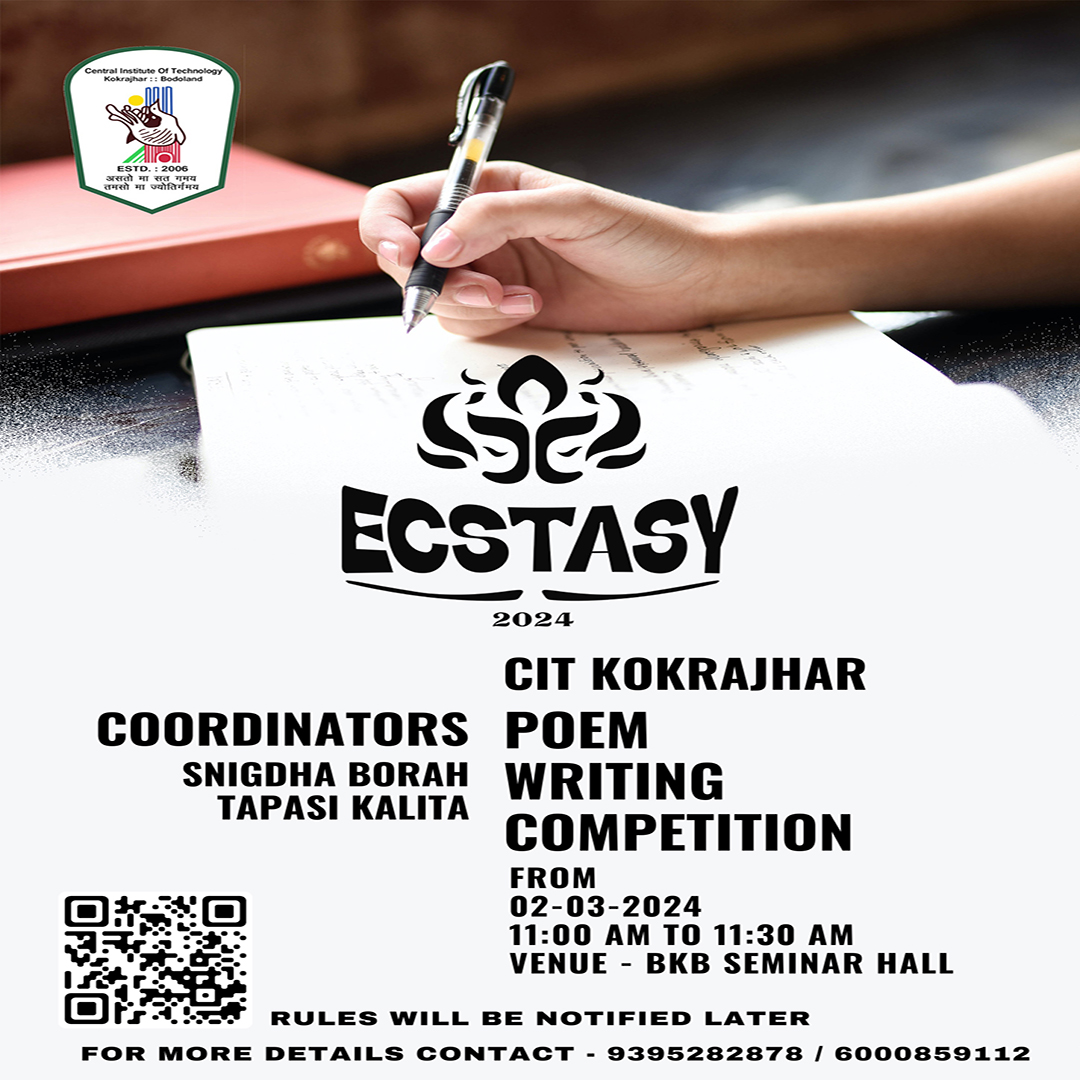 Central Institute Of Technology
Kokrajhar : : Bodoland
ESTD. : 2006
असतो मा सत गमय
तमसो मा ज्योतिर्गमय
ECSTASY
2024
CIT KOKRAJHAR
COORDINATORS
SNIGDHA BORAH
TAPASI KALITA
POEM
WRITING
COMPETITION
FROM
02-03-2024
11:00 AM TO 11:30 AM
VENUE - BKB SEMINAR HALL
RULES WILL BE NOTIFIED LATER
FOR MORE DETAILS CONTACT - 9395282878 / 6000859112